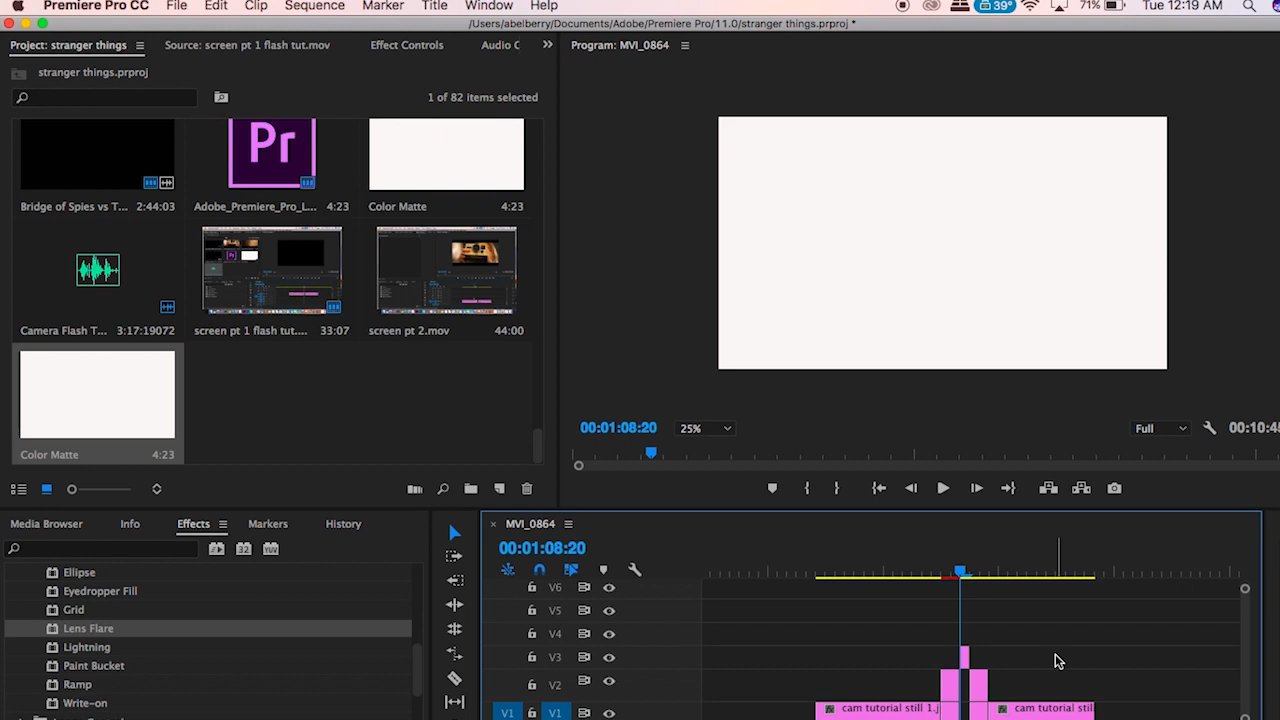 Premiere Pro CC File Edit Clip Sequence Marker Title Window Help 39° 71% Tue 12:19 AM
/Users/abelberry/Documents/Adobe/Premiere Pro/11.0/stranger things.prproj *
Project: stranger things Source: screen pt 1 flash tut.mov Effect Controls Audio C
Program: MVI_0864
stranger things.prproj
1 of 82 items selected
Pr
Bridge of Spies vs T... 2:44:03
Adobe_Premiere_Pro_L... 4:23
Color Matte 4:23
Camera Flash T... 3:17:19072
screen pt 1 flash tut.... 33:07
screen pt 2.mov 44:00
Color Matte 4:23
00:01:08:20 25% Full 00:10:45
Media Browser Info Effects Markers History
32 YUV
Ellipse
Eyedropper Fill
Grid
Lens Flare
Lightning
Paint Bucket
Ramp
Write-on
× MVI_0864
00:01:08:20
V6
V5
V4
V3
V2
V1 V1
cam tutorial still 1.j
cam tutorial still